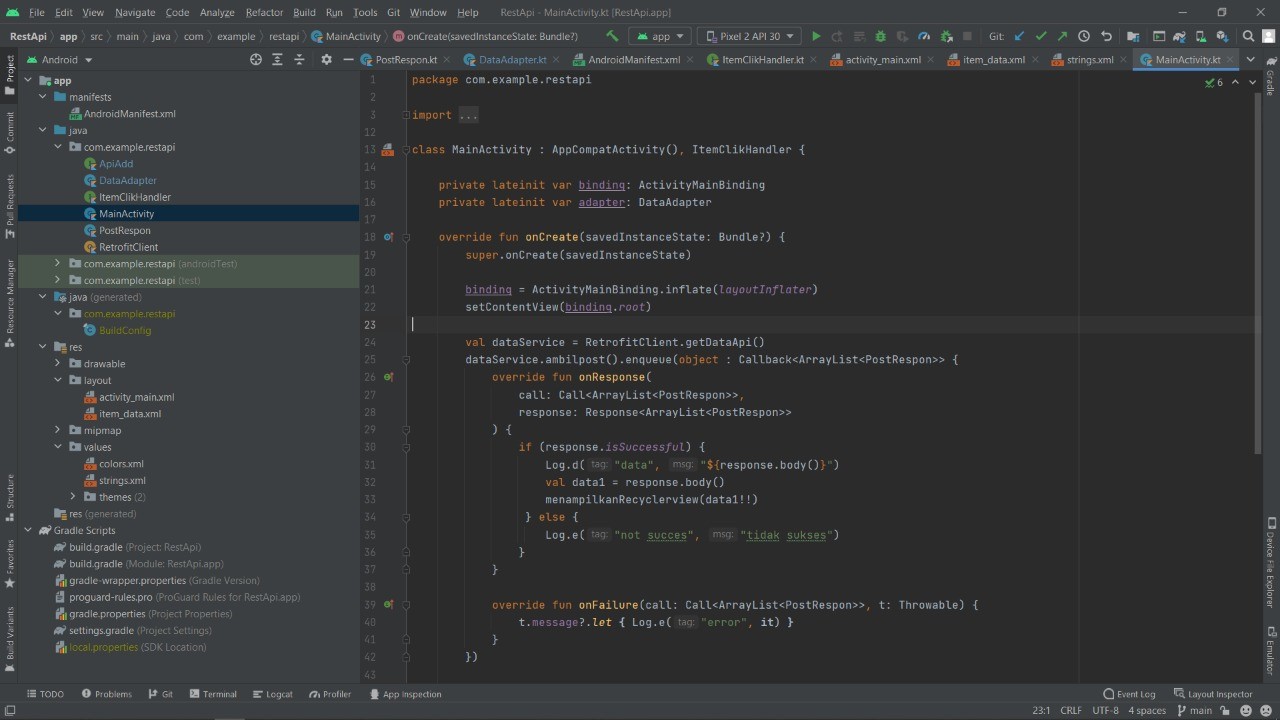 File Edit View Navigate Code Analyze Refactor Build Run Tools Git Window Help RestApi - MainActivity.kt [RestApi.app]
RestApi app src main java com example restapi MainActivity onCreate(savedInstanceState: Bundle?) app Pixel 2 API 30 Git:
Android PostRespon.kt DataAdapter.kt AndroidManifest.xml ItemClikHandler.kt activity_main.xml item_data.xml strings.xml MainActivity.kt
Project
Commit
Pull Requests
Resource Manager
Structure
Favorites
Build Variants
app
manifests
AndroidManifest.xml
java
com.example.restapi
ApiAdd
DataAdapter
ItemClikHandler
MainActivity
PostRespon
RetrofitClient
com.example.restapi (androidTest)
com.example.restapi (test)
java (generated)
com.example.restapi
BuildConfig
res
drawable
layout
activity_main.xml
item_data.xml
mipmap
values
colors.xml
strings.xml
themes (2)
res (generated)
Gradle Scripts
build.gradle (Project: RestApi)
build.gradle (Module: RestApi.app)
gradle-wrapper.properties (Gradle Version)
proguard-rules.pro (ProGuard Rules for RestApi.app)
gradle.properties (Project Properties)
settings.gradle (Project Settings)
local.properties (SDK Location)
1 package com.example.restapi
6
2
3 import ...
12
13 class MainActivity : AppCompatActivity(), ItemClikHandler {
14
15 private lateinit var binding: ActivityMainBinding
16 private lateinit var adapter: DataAdapter
17
18 override fun onCreate(savedInstanceState: Bundle?) {
19 super.onCreate(savedInstanceState)
20
21 binding = ActivityMainBinding.inflate(layoutInflater)
22 setContentView(binding.root)
23
24 val dataService = RetrofitClient.getDataApi()
25 dataService.ambilpost().enqueue(object : Callback<ArrayList<PostRespon>> {
26 override fun onResponse(
27 call: Call<ArrayList<PostRespon>>,
28 response: Response<ArrayList<PostRespon>>
29 ) {
30 if (response.isSuccessful) {
31 Log.d( tag: "data", msg: "${response.body()}")
32 val data1 = response.body()
33 menampilkanRecyclerview(data1!!)
34 } else {
35 Log.e( tag: "not succes", msg: "tidak sukses")
36 }
37 }
38
39 override fun onFailure(call: Call<ArrayList<PostRespon>>, t: Throwable) {
40 t.message?.let { Log.e( tag: "error", it) }
41 }
42 })
43
Gradle
Device File Explorer
Emulator
TODO Problems Git Terminal Logcat Profiler App Inspection Event Log Layout Inspector
23:1 CRLF UTF-8 4 spaces main